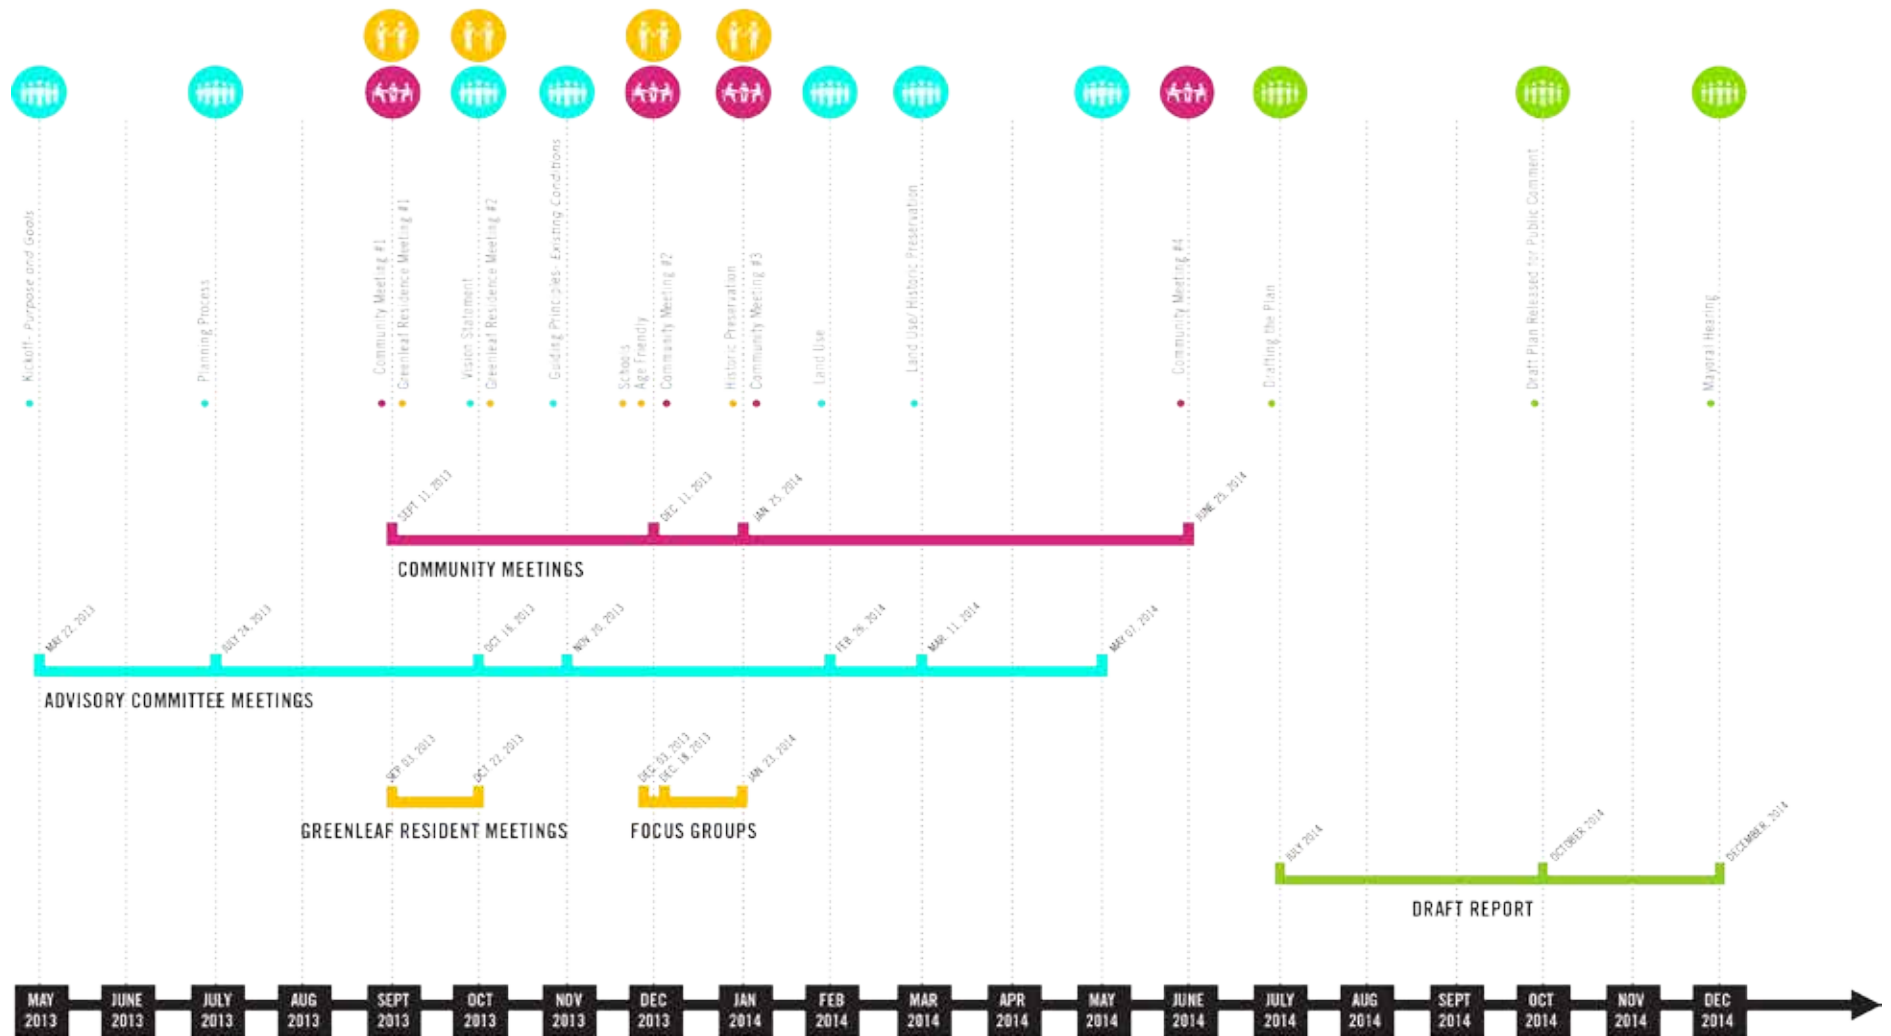 Kickoff- Purpose and Goals
Planning Process
Community Meeting #1
Greenleaf Residence Meeting #1
Vision Statement
Greenleaf Residence Meeting #2
Guiding Principles- Existing Conditions
Schools
Age Friendly
Community Meeting #2
Historic Preservation
Community Meeting #3
Land Use
Land Use/ Historic Preservation
Community Meeting #4
Drafting the Plan
Draft Plan Released for Public Comment
Mayoral Hearing
SEPT 11, 2013
DEC 11, 2013
JAN 25, 2014
JUNE 25, 2014
COMMUNITY MEETINGS
MAY 22, 2013
JULY 24, 2013
OCT 16, 2013
NOV 20, 2013
FEB. 26, 2014
MAR. 11, 2014
MAY 07, 2014
ADVISORY COMMITTEE MEETINGS
SEP 03, 2013
OCT 22, 2013
DEC. 03, 2013
DEC. 18, 2013
JAN. 23, 2014
GREENLEAF RESIDENT MEETINGS
FOCUS GROUPS
JULY 2014
OCTOBER 2014
DECEMBER, 2014
DRAFT REPORT
MAY
2013
JUNE
2013
JULY
2013
AUG
2013
SEPT
2013
OCT
2013
NOV
2013
DEC
2013
JAN
2014
FEB
2014
MAR
2014
APR
2014
MAY
2014
JUNE
2014
JULY
2014
AUG
2014
SEPT
2014
OCT
2014
NOV
2014
DEC
2014